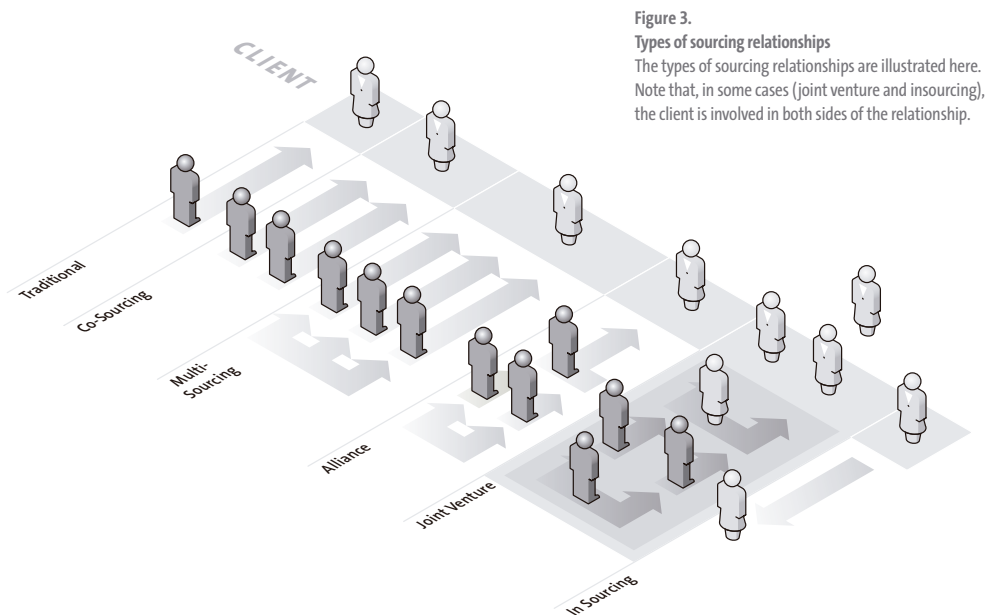 Figure 3.
Types of sourcing relationships
The types of sourcing relationships are illustrated here.
Note that, in some cases (joint venture and insourcing),
the client is involved in both sides of the relationship.
CLIENT
Traditional
Co-Sourcing
Multi-
Sourcing
Alliance
Joint Venture
In Sourcing